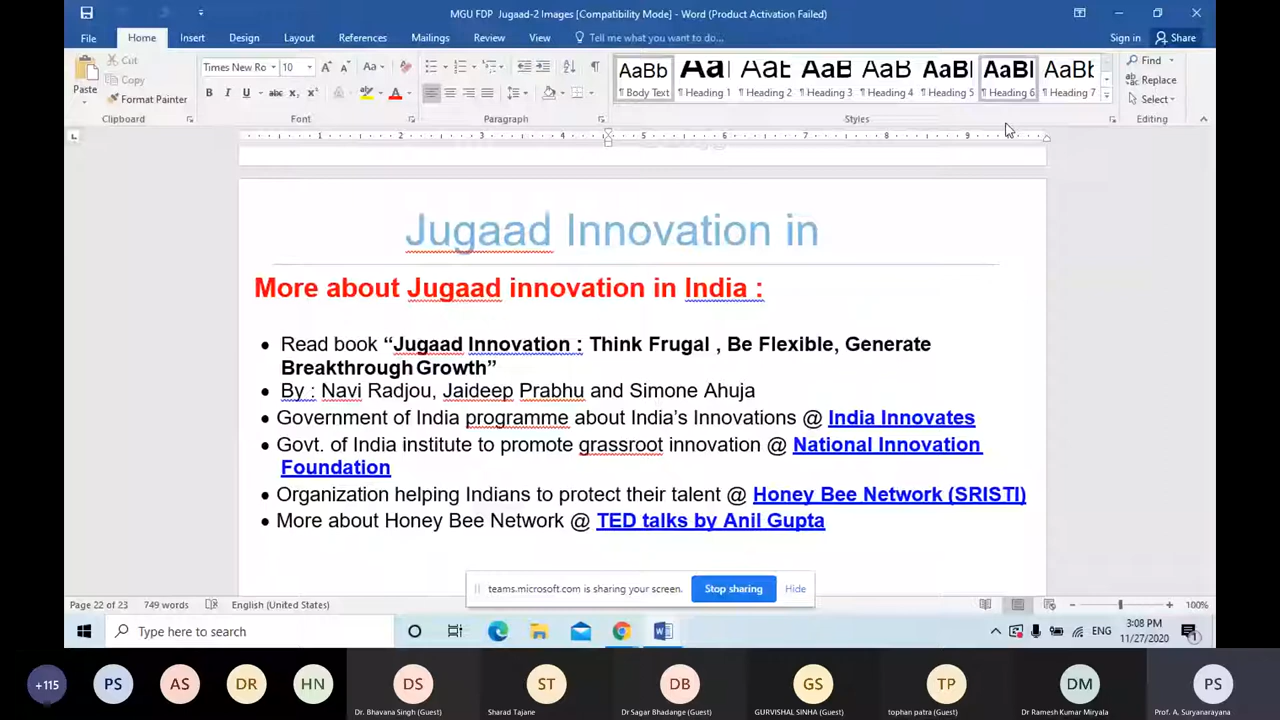 MGU FDP Jugaad-2 Images [Compatibility Mode] - Word (Product Activation Failed)
File Home Insert Design Layout References Mailings Review View Tell me what you want to do... Sign in Share
Paste Cut Copy Format Painter
Times New Ro 10
AaBb AaI AaE AaB AaB AaBl AaBl AaBb
¶ Body Text ¶ Heading 1 ¶ Heading 2 ¶ Heading 3 ¶ Heading 4 ¶ Heading 5 ¶ Heading 6 ¶ Heading 7
Find Replace Select
Clipboard Font Paragraph Styles Editing
1 2 3 4 5 6 7 8 9
Jugaad Innovation in
More about Jugaad innovation in India :
• Read book “Jugaad Innovation : Think Frugal , Be Flexible, Generate
Breakthrough Growth”
• By : Navi Radjou, Jaideep Prabhu and Simone Ahuja
• Government of India programme about India’s Innovations @ India Innovates
• Govt. of India institute to promote grassroot innovation @ National Innovation
Foundation
• Organization helping Indians to protect their talent @ Honey Bee Network (SRISTI)
• More about Honey Bee Network @ TED talks by Anil Gupta
teams.microsoft.com is sharing your screen. Stop sharing Hide
Page 22 of 23 749 words English (United States) 100%
Type here to search
ENG 3:08 PM
11/27/2020
+115 PS AS DR HN DS ST DB GS TP DM PS
Dr. Bhavana Singh (Guest) Sharad Tajane Dr Sagar Bhadange (Guest) GURVISHAL SINHA (Guest) tophan patra (Guest) Dr Ramesh Kumar Miryala Prof. A. Suryanarayana